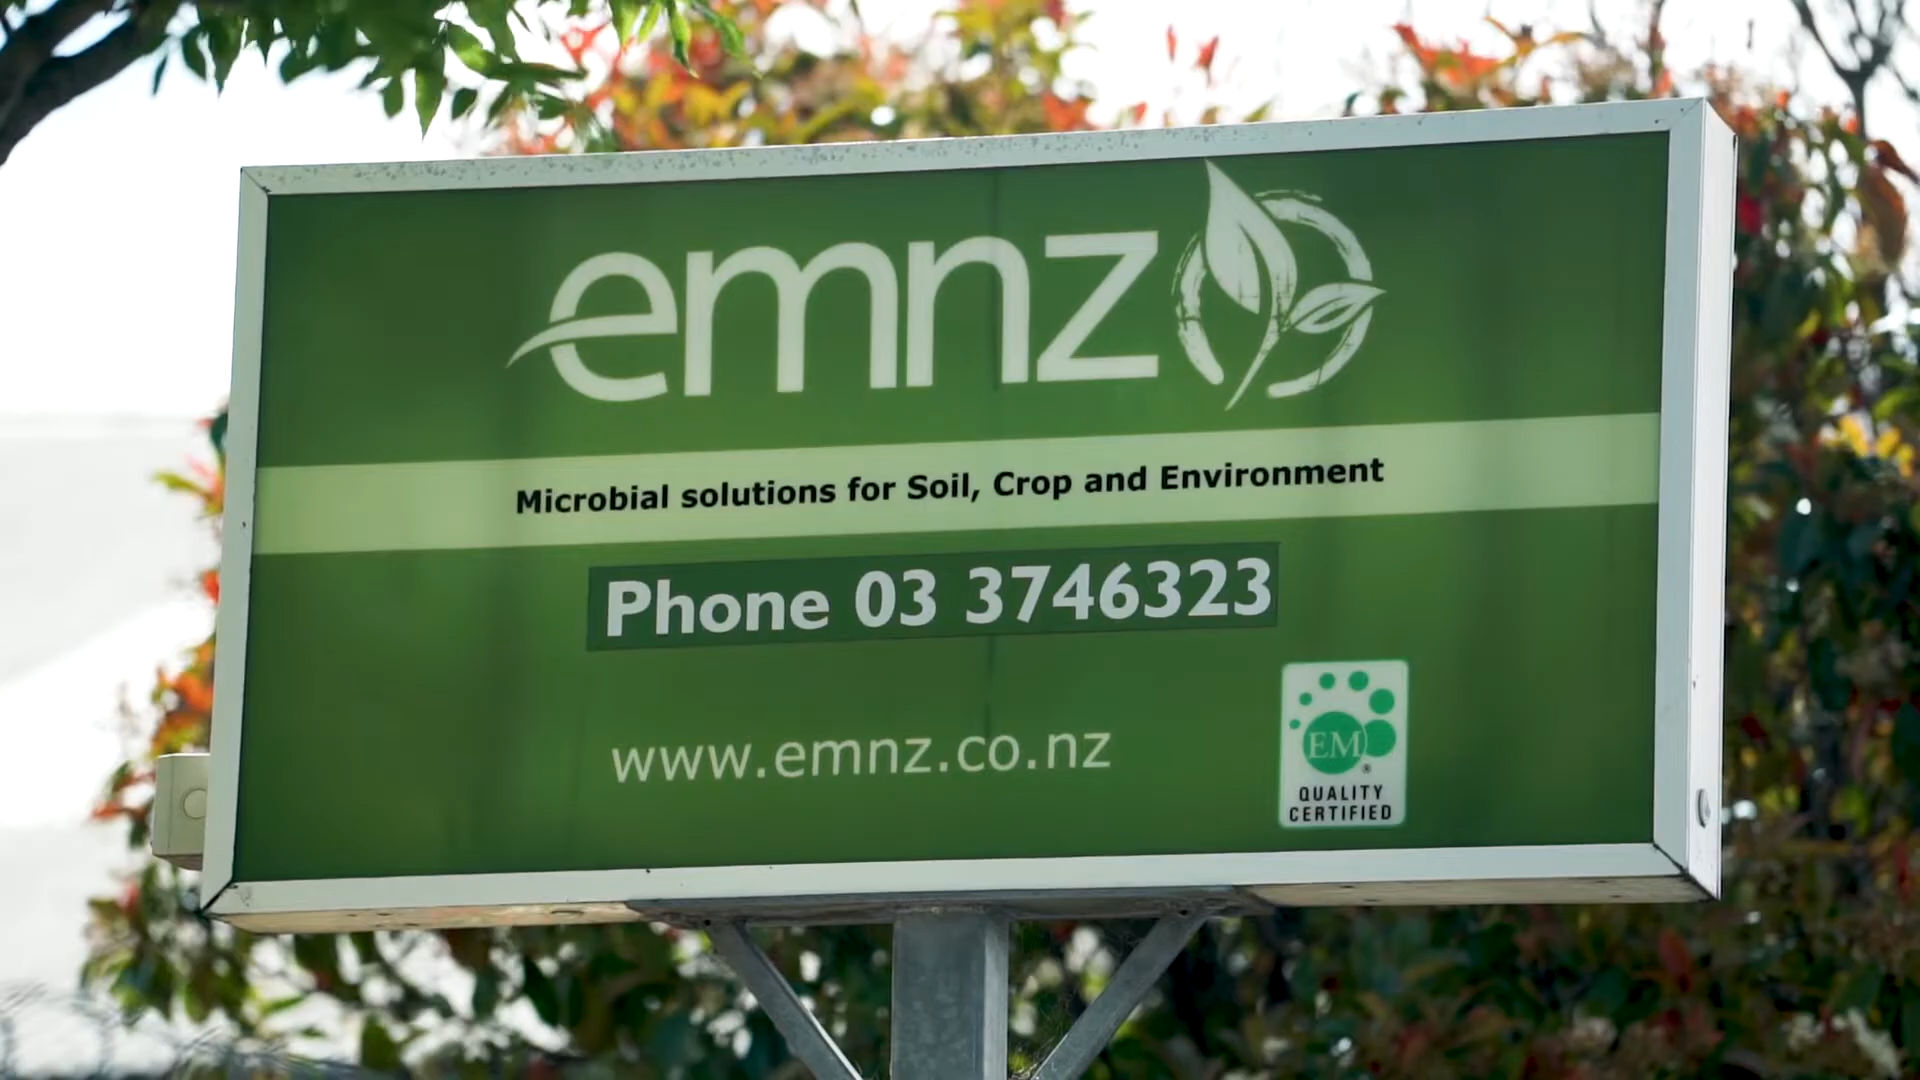 emnz
Microbial solutions for Soil, Crop and Environment
Phone 03 3746323
www.emnz.co.nz
EM
®
QUALITY
CERTIFIED